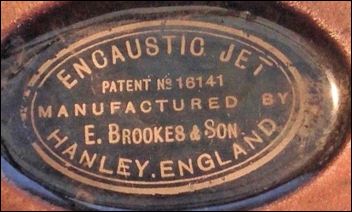 ENCAUSTIC JET
PATENT Nº 16141
MANUFACTURED BY
E. BROOKES & SON
HANLEY. ENGLAND